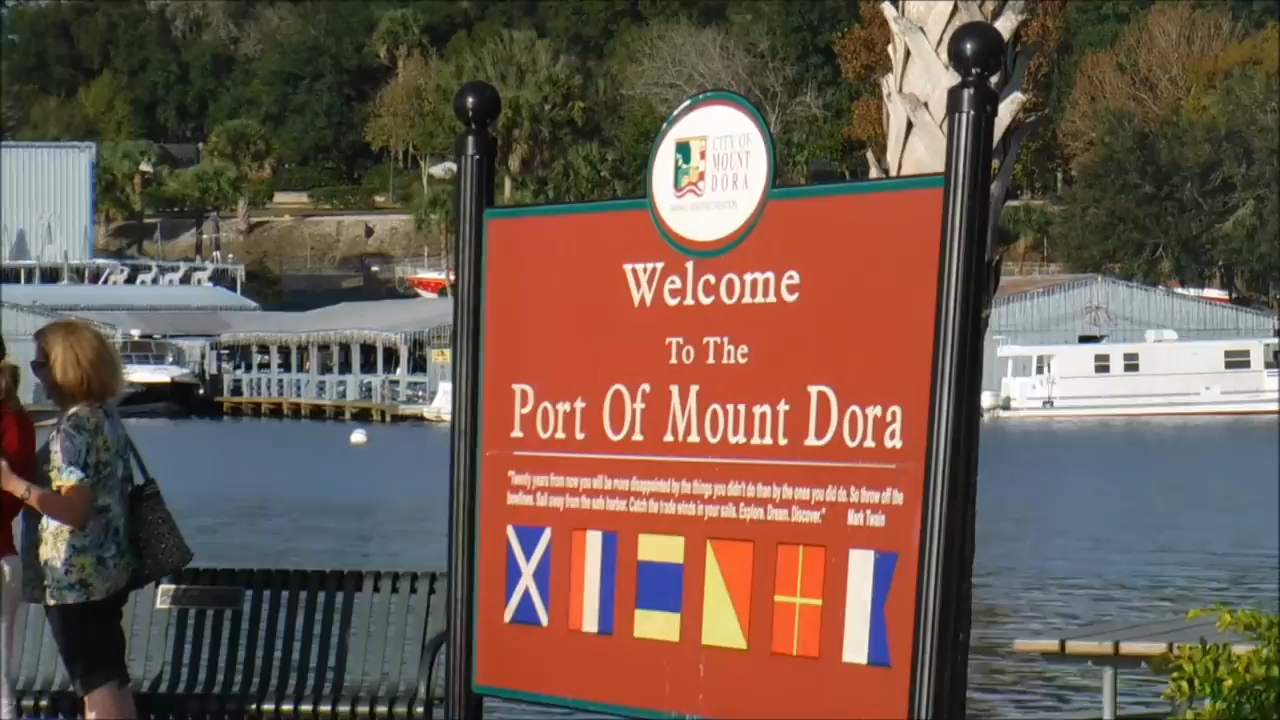 CITY OF
MOUNT
DORA
Welcome
To The
Port Of Mount Dora
"Twenty years from now you will be more disappointed by the things you didn't do than by the ones you did do. So throw off the
bowlines. Sail away from the safe harbor. Catch the trade winds in your sails. Explore. Dream. Discover."
Mark Twain